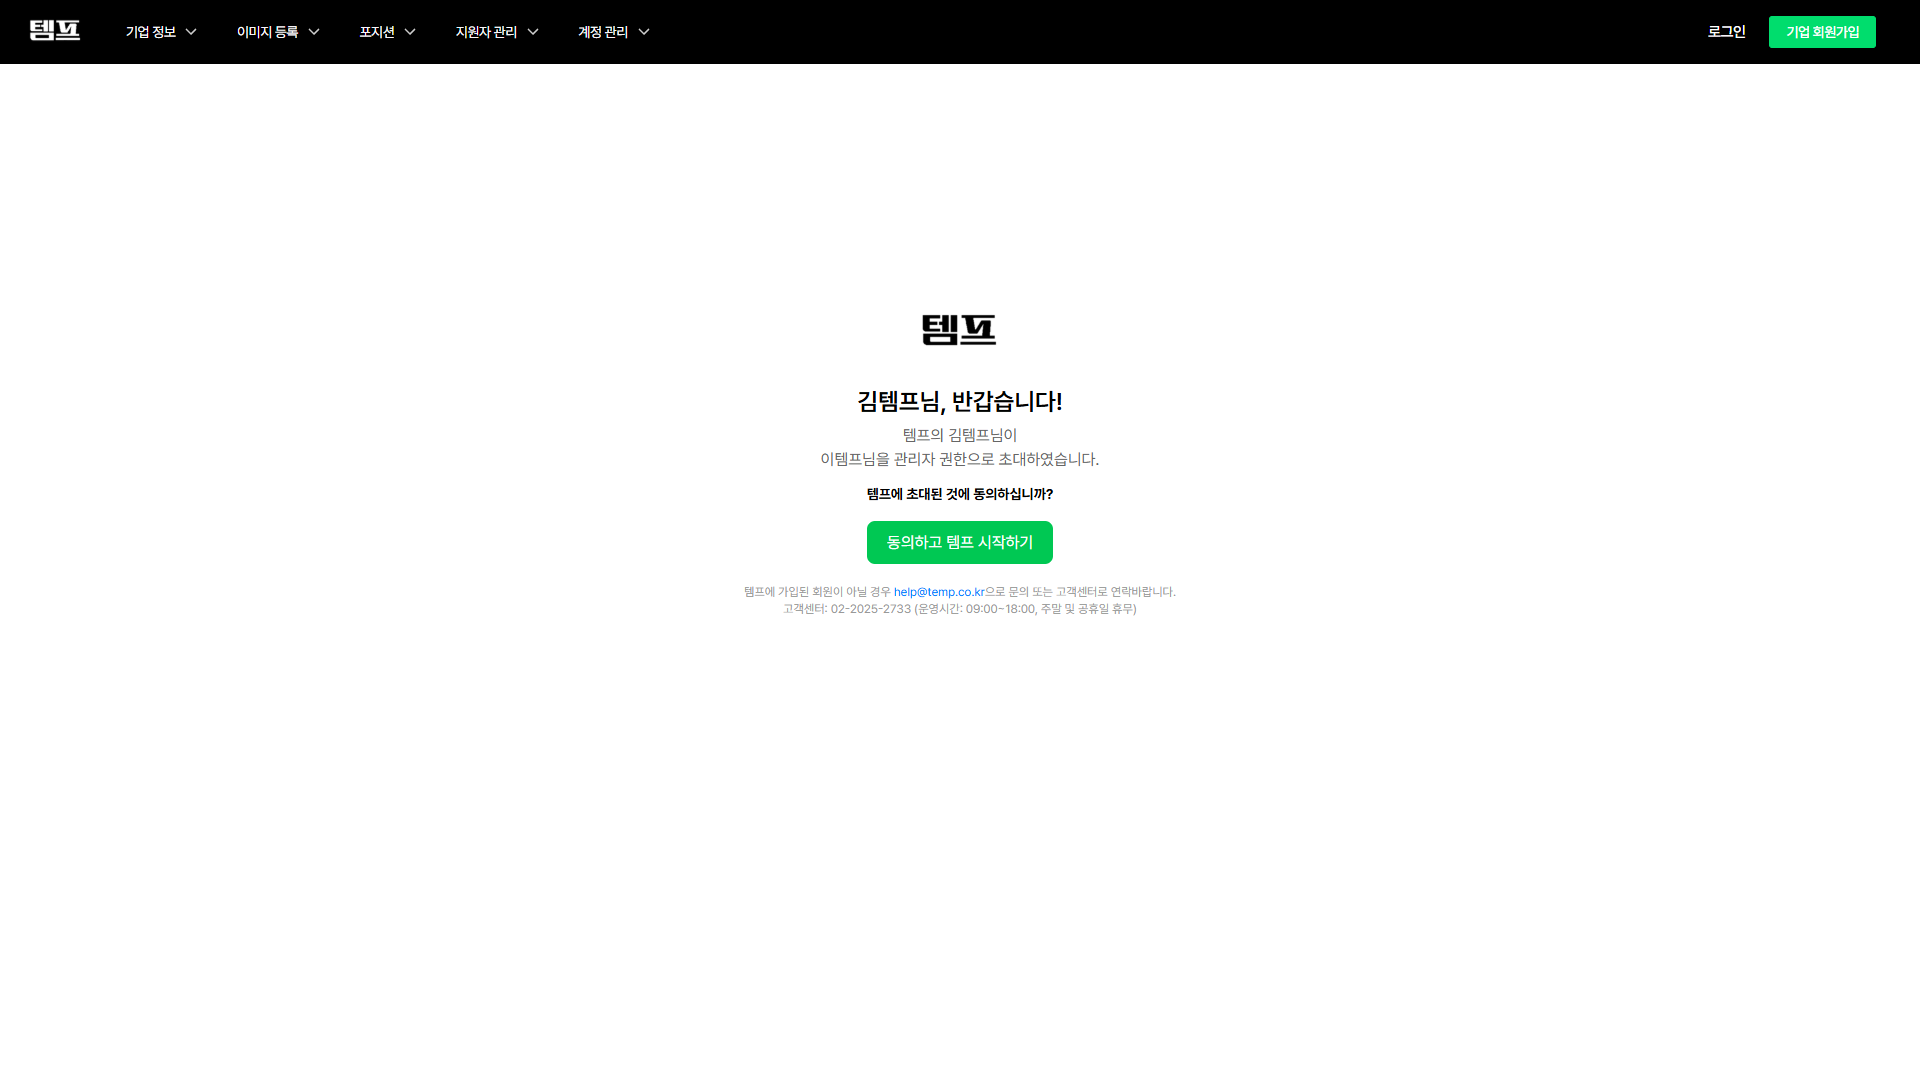 템프
기업 정보
이미지 등록
포지션
지원자 관리
계정 관리
로그인
기업 회원가입
템프
김템프님, 반갑습니다!
템프의 김템프님이
이템프님을 관리자 권한으로 초대하였습니다.
템프에 초대된 것에 동의하십니까?
동의하고 템프 시작하기
템프에 가입된 회원이 아닐 경우 help@temp.co.kr으로 문의 또는 고객센터로 연락바랍니다.
고객센터: 02-2025-2733 (운영시간: 09:00~18:00, 주말 및 공휴일 휴무)